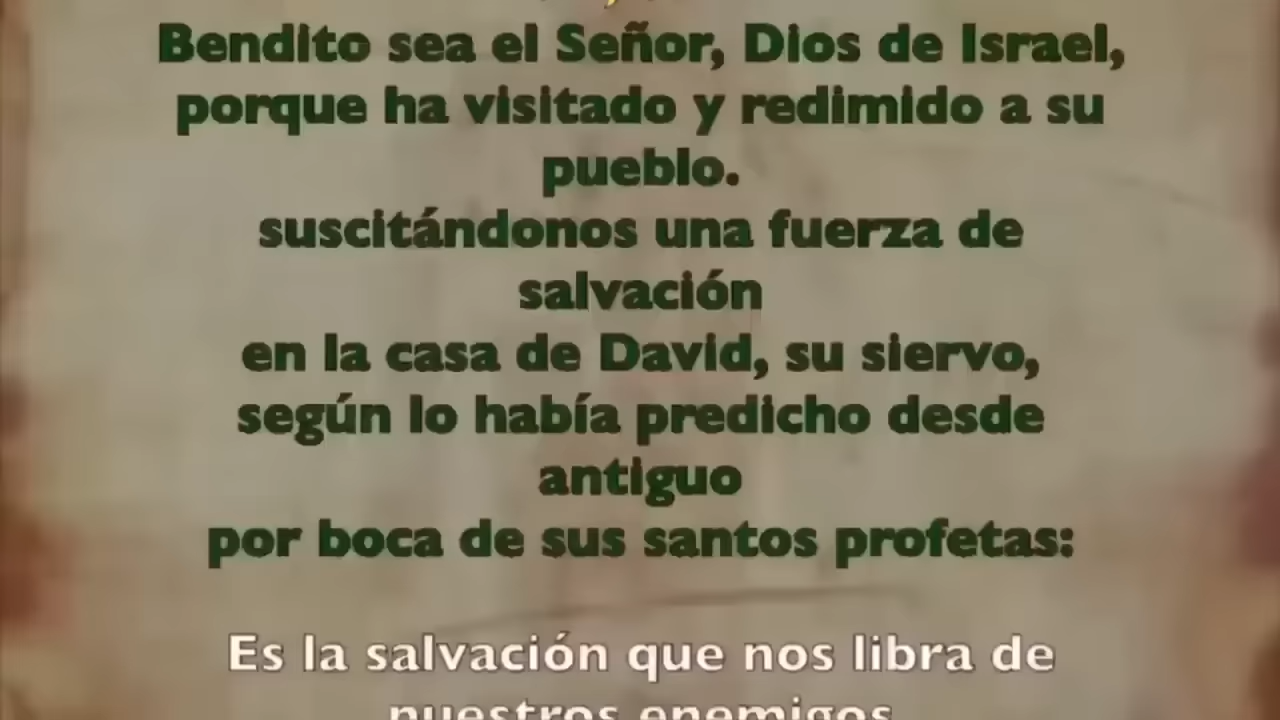 Bendito sea el Señor, Dios de Israel,
porque ha visitado y redimido a su
pueblo.
suscitándonos una fuerza de
salvación
en la casa de David, su siervo,
según lo había predicho desde
antiguo
por boca de sus santos profetas:
Es la salvación que nos libra de
nuestros enemigos